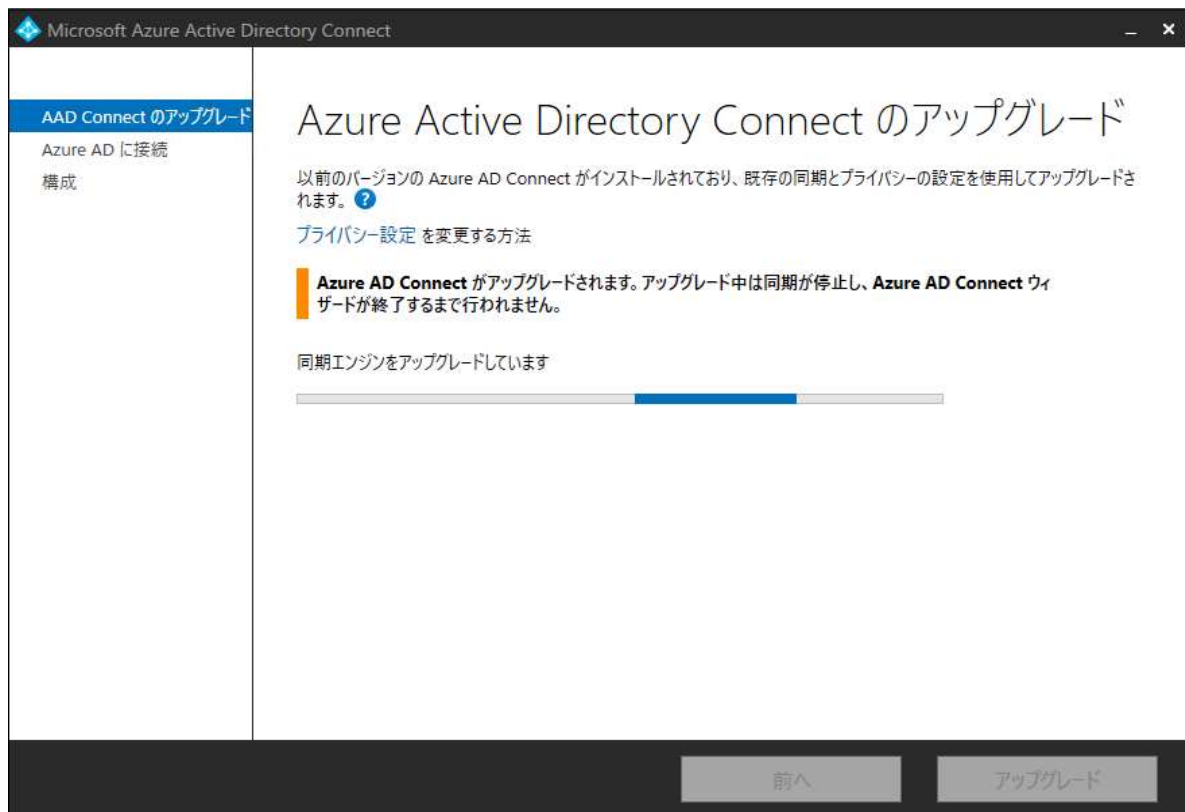 Microsoft Azure Active Directory Connect
AAD Connect のアップグレード
Azure AD に接続
構成
Azure Active Directory Connect のアップグレード
以前のバージョンの Azure AD Connect がインストールされており、既存の同期とプライバシーの設定を使用してアップグレードさ
れます。 ?
プライバシー設定 を変更する方法
Azure AD Connect がアップグレードされます。アップグレード中は同期が停止し、Azure AD Connect ウィ
ザードが終了するまで行われません。
同期エンジンをアップグレードしています
前へ
アップグレード